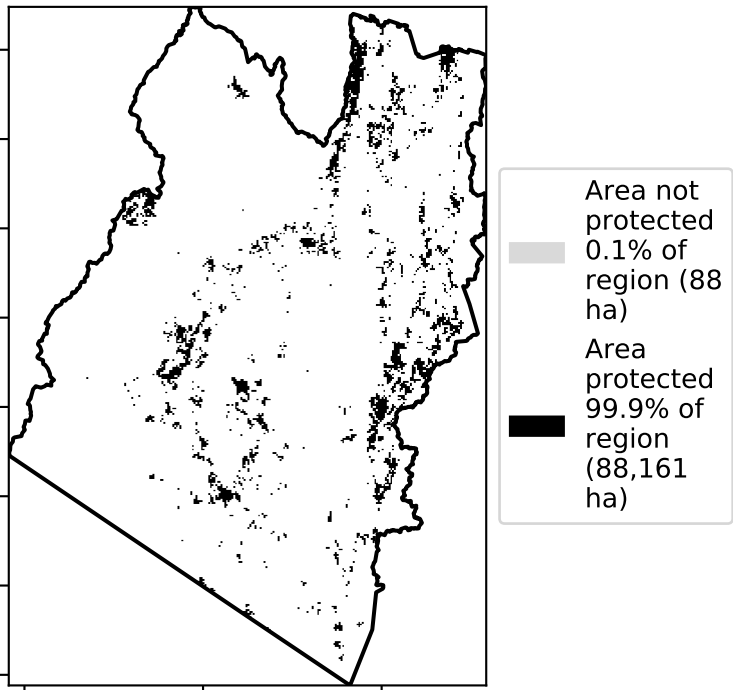 Area not
protected
0.1% of
region (88
ha)
Area
protected
99.9% of
region
(88,161
ha)